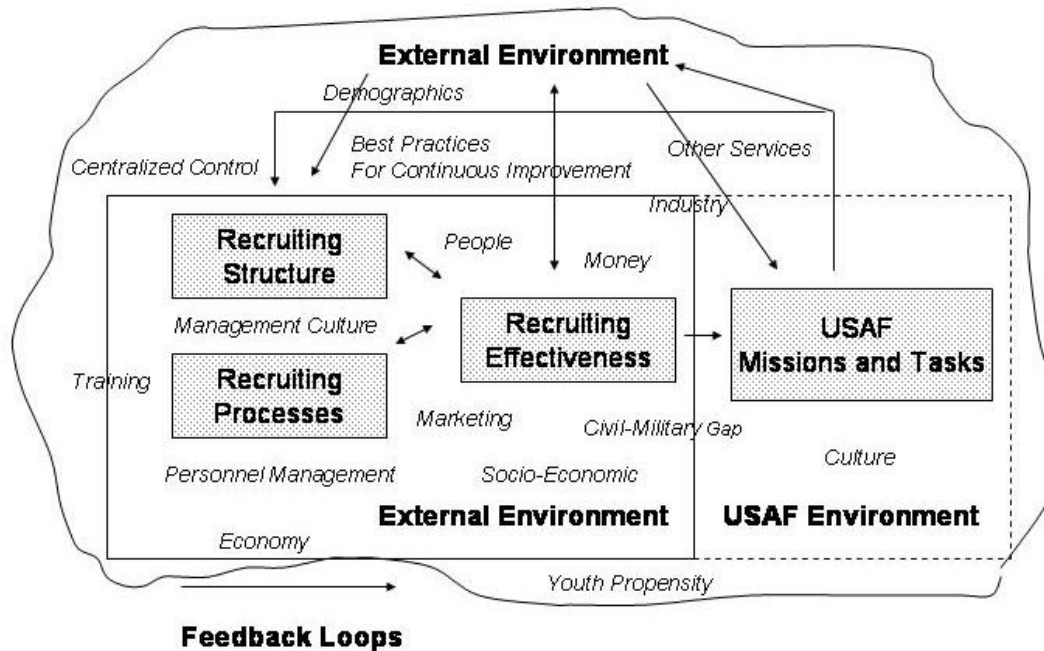 External Environment
Demographics
Best Practices
For Continuous Improvement
Other Services
Centralized Control
Industry
Recruiting
Structure
People
Money
Management Culture
Recruiting
Effectiveness
USAF
Missions and Tasks
Training
Recruiting
Processes
Marketing
Civil-Military Gap
Culture
Personnel Management
Socio-Economic
External Environment
USAF Environment
Economy
Youth Propensity
Feedback Loops